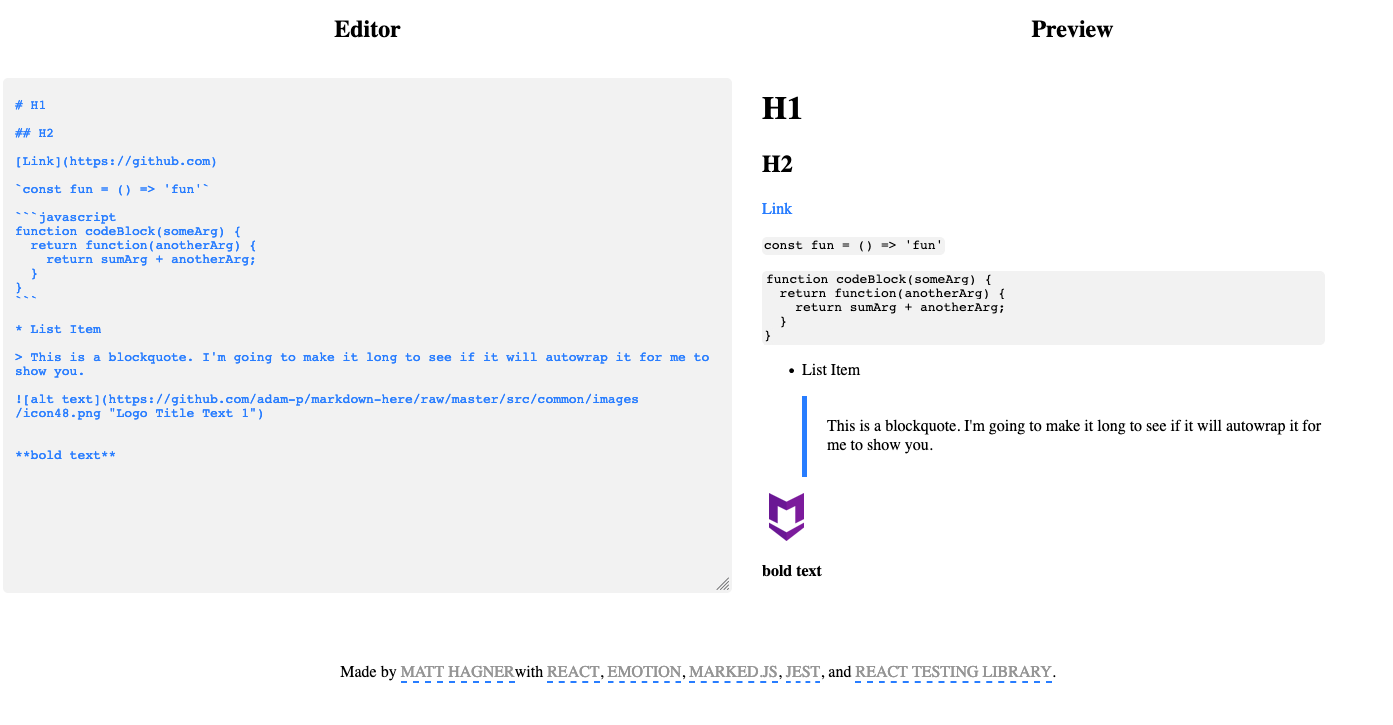 Editor
Preview
# H1
## H2
[Link](https://github.com)
`const fun = () => 'fun'`
```javascript
function codeBlock(someArg) {
  return function(anotherArg) {
    return sumArg + anotherArg;
  }
}
```
* List Item
> This is a blockquote. I'm going to make it long to see if it will autowrap it for me to
show you.
![alt text](https://github.com/adam-p/markdown-here/raw/master/src/common/images
/icon48.png "Logo Title Text 1")
**bold text**
H1
H2
Link
const fun = () => 'fun'
function codeBlock(someArg) {
  return function(anotherArg) {
    return sumArg + anotherArg;
  }
}
• List Item
This is a blockquote. I'm going to make it long to see if it will autowrap it for
me to show you.
bold text
Made by MATT HAGNERwith REACT, EMOTION, MARKED.JS, JEST, and REACT TESTING LIBRARY.